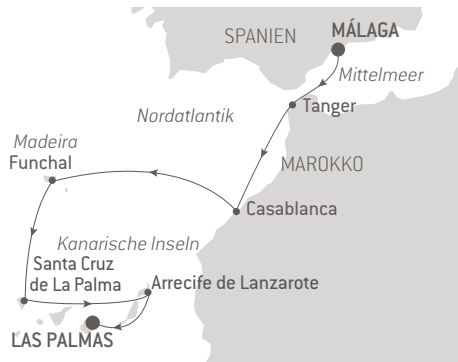 SPANIEN
MÁLAGA
Mittelmeer
Tanger
Nordatlantik
Madeira
Funchal
MAROKKO
Casablanca
Kanarische Inseln
Santa Cruz
de La Palma
Arrecife de Lanzarote
LAS PALMAS